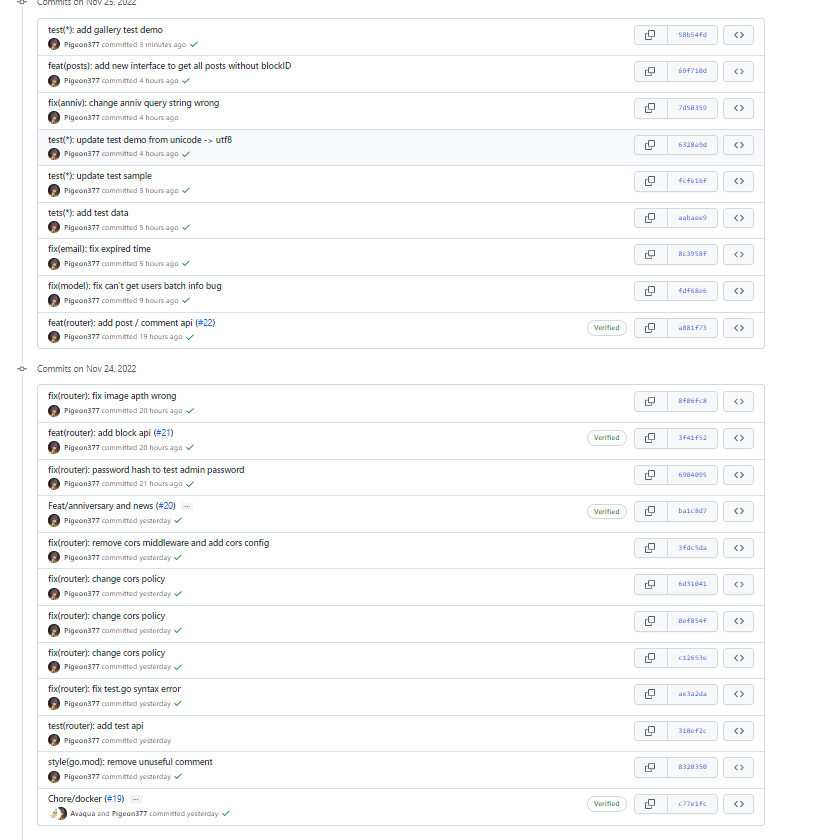 Commits on Nov 25, 2022
test(*): add gallery test demo
Pigeon377 committed 3 minutes ago
58b54fd
feat(posts): add new interface to get all posts without blockID
Pigeon377 committed 4 hours ago
69f710d
fix(anniv): change anniv query string wrong
Pigeon377 committed 4 hours ago
7d50359
test(*): update test demo from unicode -> utf8
Pigeon377 committed 4 hours ago
6328e9d
test(*): update test sample
Pigeon377 committed 5 hours ago
fcfe16f
tets(*): add test data
Pigeon377 committed 5 hours ago
aabaee9
fix(email): fix expired time
Pigeon377 committed 5 hours ago
8c3958f
fix(model): fix can't get users batch info bug
Pigeon377 committed 9 hours ago
fdf68e6
feat(router): add post / comment api (#22)
Pigeon377 committed 19 hours ago
Verified
a881f73
Commits on Nov 24, 2022
fix(router): fix image apth wrong
Pigeon377 committed 20 hours ago
8f06fc8
feat(router): add block api (#21)
Pigeon377 committed 20 hours ago
Verified
3f41f52
fix(router): password hash to test admin password
Pigeon377 committed 21 hours ago
6904095
Feat/anniversary and news (#20) ...
Pigeon377 committed yesterday
Verified
ba1c8d7
fix(router): remove cors middleware and add cors config
Pigeon377 committed yesterday
3fdc5da
fix(router): change cors policy
Pigeon377 committed yesterday
6d31041
fix(router): change cors policy
Pigeon377 committed yesterday
0ef854f
fix(router): change cors policy
Pigeon377 committed yesterday
c12653e
fix(router): fix test.go syntax error
Pigeon377 committed yesterday
ae3a2da
test(router): add test api
Pigeon377 committed yesterday
310ef2c
style(go.mod): remove unuseful comment
Pigeon377 committed yesterday
8320350
Chore/docker (#19) ...
Avaqua and Pigeon377 committed yesterday
Verified
c77e1fc